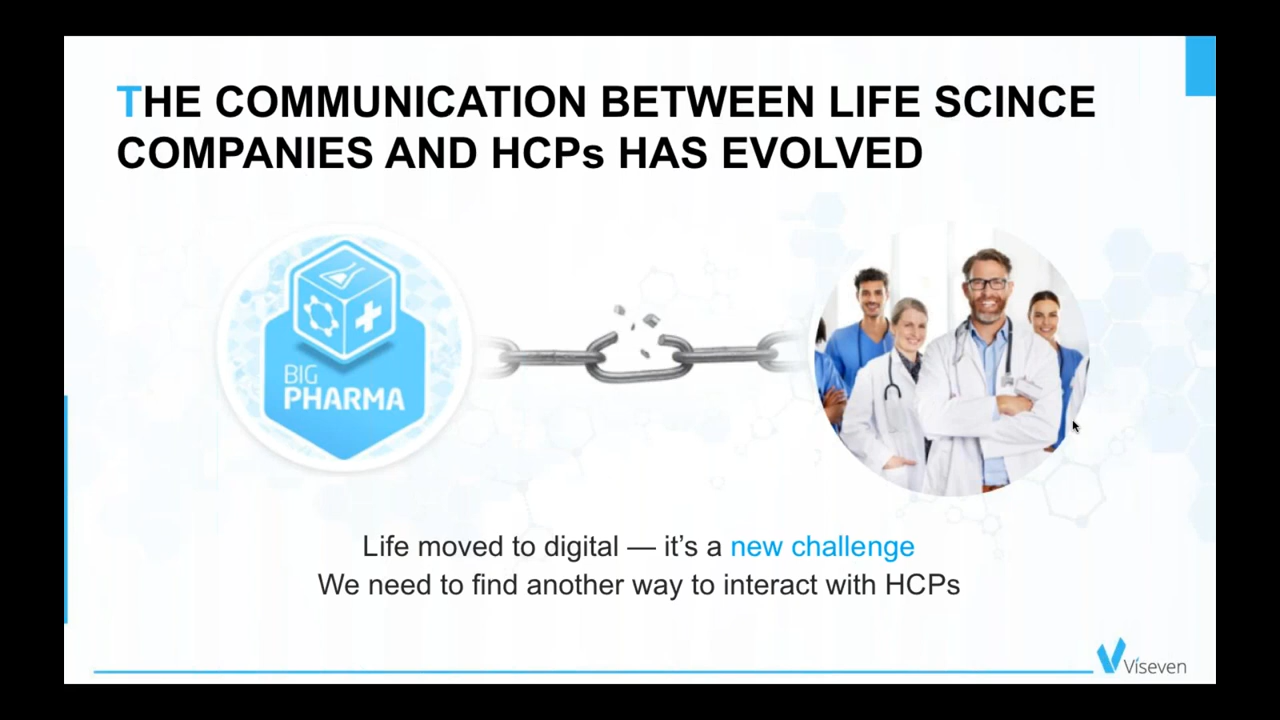 THE COMMUNICATION BETWEEN LIFE SCINCE
COMPANIES AND HCPs HAS EVOLVED
BIG
PHARMA
Life moved to digital — it's a new challenge
We need to find another way to interact with HCPs
Viseven